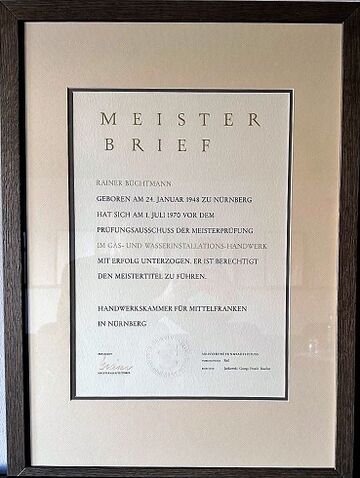 MEISTER
BRIEF
RAINER BÜCHTMANN
GEBOREN AM 24. JANUAR 1948 ZU NÜRNBERG
HAT SICH AM 1. JULI 1970 VOR DEM
PRÜFUNGSAUSSCHUSS DER MEISTERPRÜFUNG
IM GAS- UND WASSERINSTALLATIONS-HANDWERK
MIT ERFOLG UNTERZOGEN. ER IST BERECHTIGT
DEN MEISTERTITEL ZU FÜHREN.
HANDWERKSKAMMER FÜR MITTELFRANKEN
IN NÜRNBERG